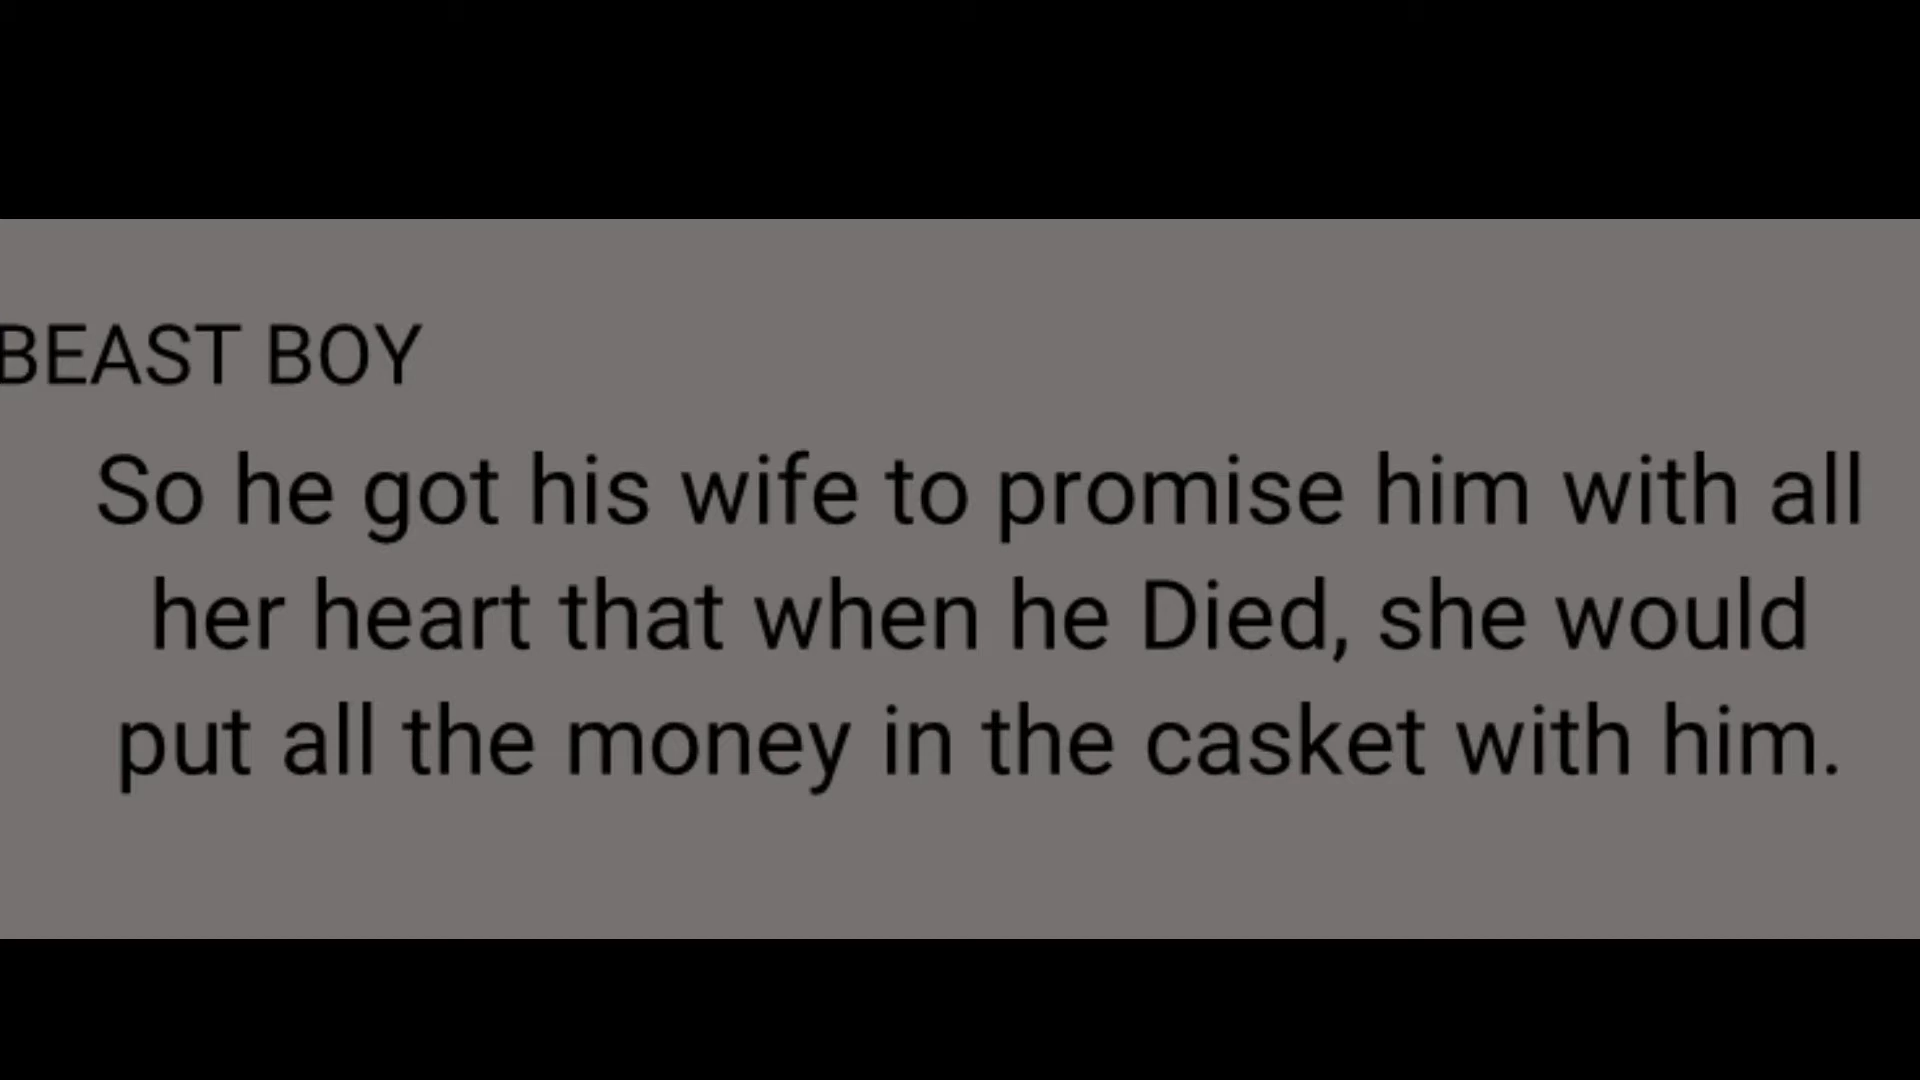 BEAST BOY
So he got his wife to promise him with all
her heart that when he Died, she would
put all the money in the casket with him.